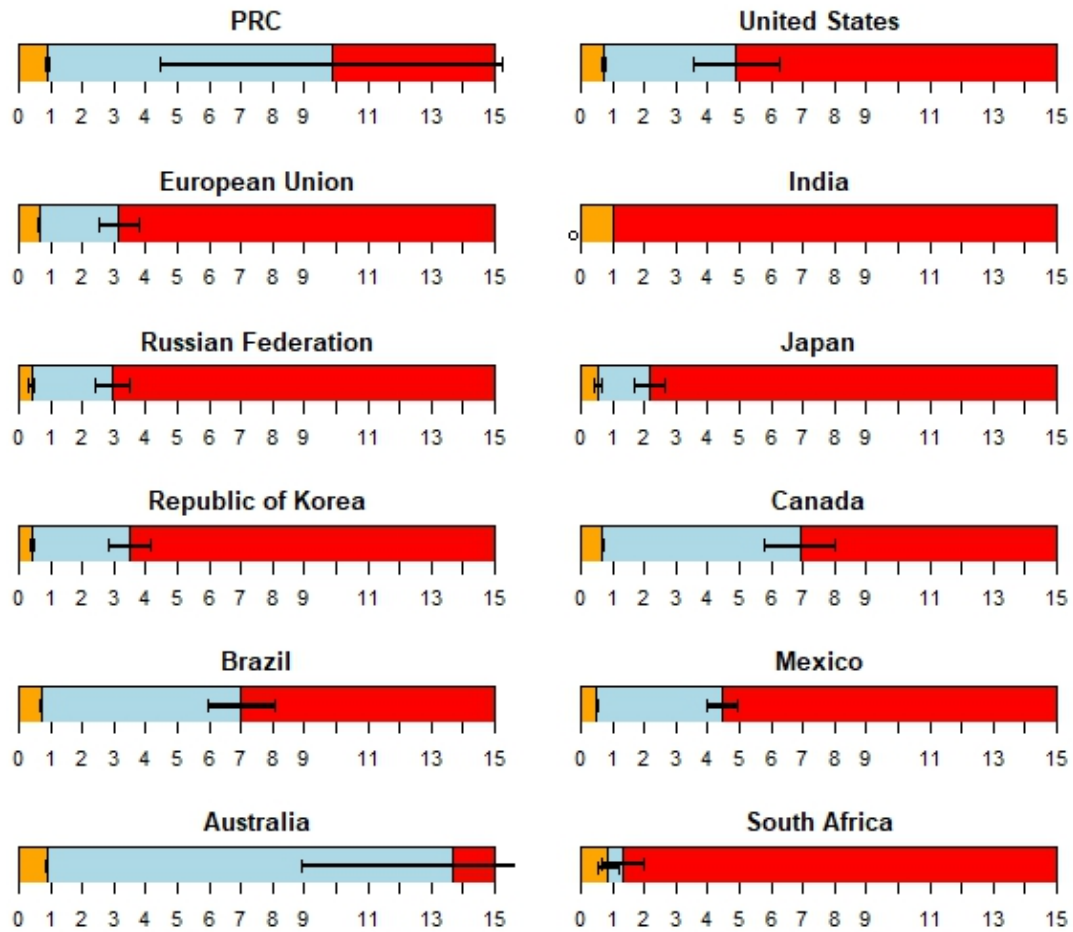 PRC
0 1 2 3 4 5 6 7 8 9 11 13 15
United States
0 1 2 3 4 5 6 7 8 9 11 13 15
European Union
0 1 2 3 4 5 6 7 8 9 11 13 15
India
0 1 2 3 4 5 6 7 8 9 11 13 15
Russian Federation
0 1 2 3 4 5 6 7 8 9 11 13 15
Japan
0 1 2 3 4 5 6 7 8 9 11 13 15
Republic of Korea
0 1 2 3 4 5 6 7 8 9 11 13 15
Canada
0 1 2 3 4 5 6 7 8 9 11 13 15
Brazil
0 1 2 3 4 5 6 7 8 9 11 13 15
Mexico
0 1 2 3 4 5 6 7 8 9 11 13 15
Australia
0 1 2 3 4 5 6 7 8 9 11 13 15
South Africa
0 1 2 3 4 5 6 7 8 9 11 13 15